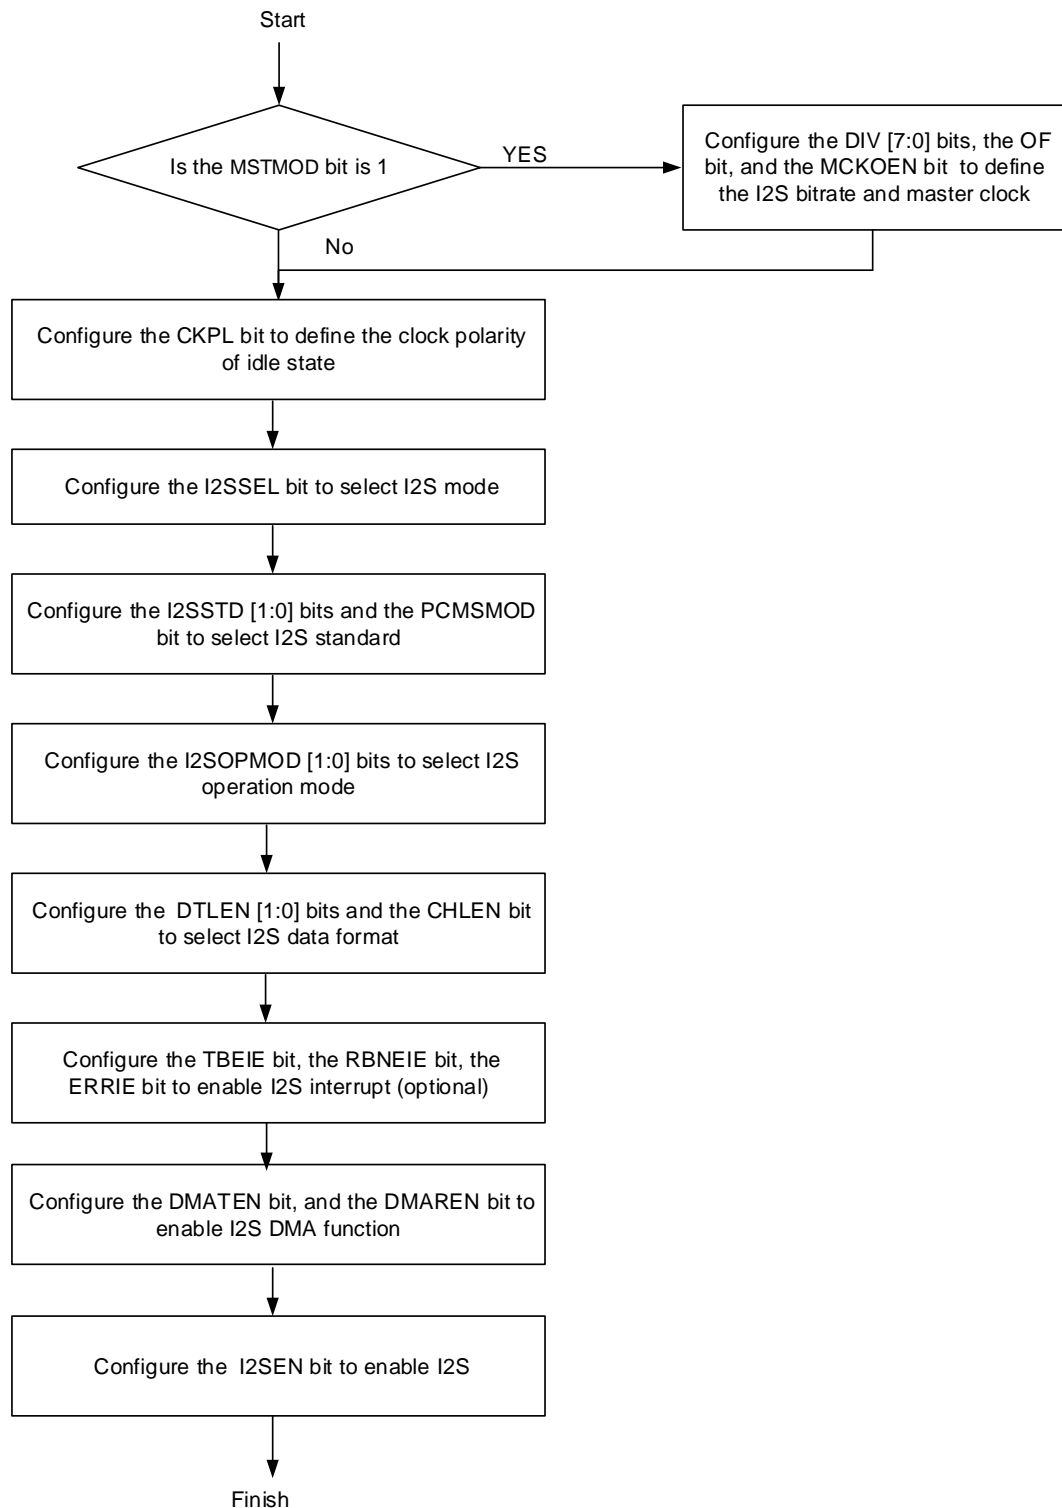 Start
Is the MSTMOD bit is 1
YES
Configure the DIV [7:0] bits, the OF
bit, and the MCKOEN bit to define
the I2S bitrate and master clock
No
Configure the CKPL bit to define the clock polarity
of idle state
Configure the I2SSEL bit to select I2S mode
Configure the I2SSTD [1:0] bits and the PCMSMOD
bit to select I2S standard
Configure the I2SOPMOD [1:0] bits to select I2S
operation mode
Configure the DTLEN [1:0] bits and the CHLEN bit
to select I2S data format
Configure the TBEIE bit, the RBNEIE bit, the
ERRIE bit to enable I2S interrupt (optional)
Configure the DMATEN bit, and the DMAREN bit to
enable I2S DMA function
Configure the I2SEN bit to enable I2S
Finish